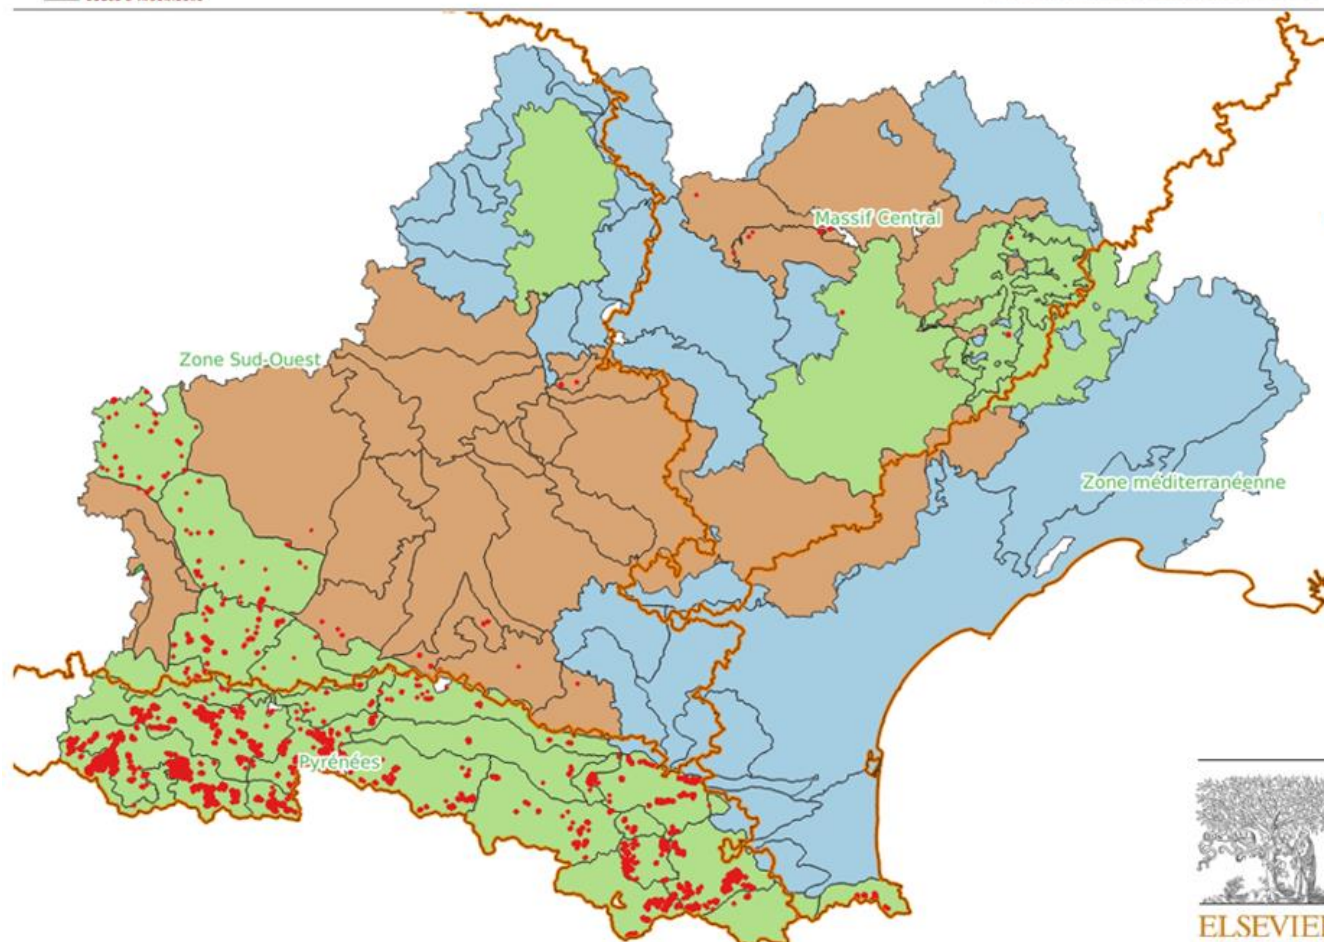 Massif Central
Zone Sud-Ouest
Zone méditerranéenne
Pyrénées
ELSEVIER